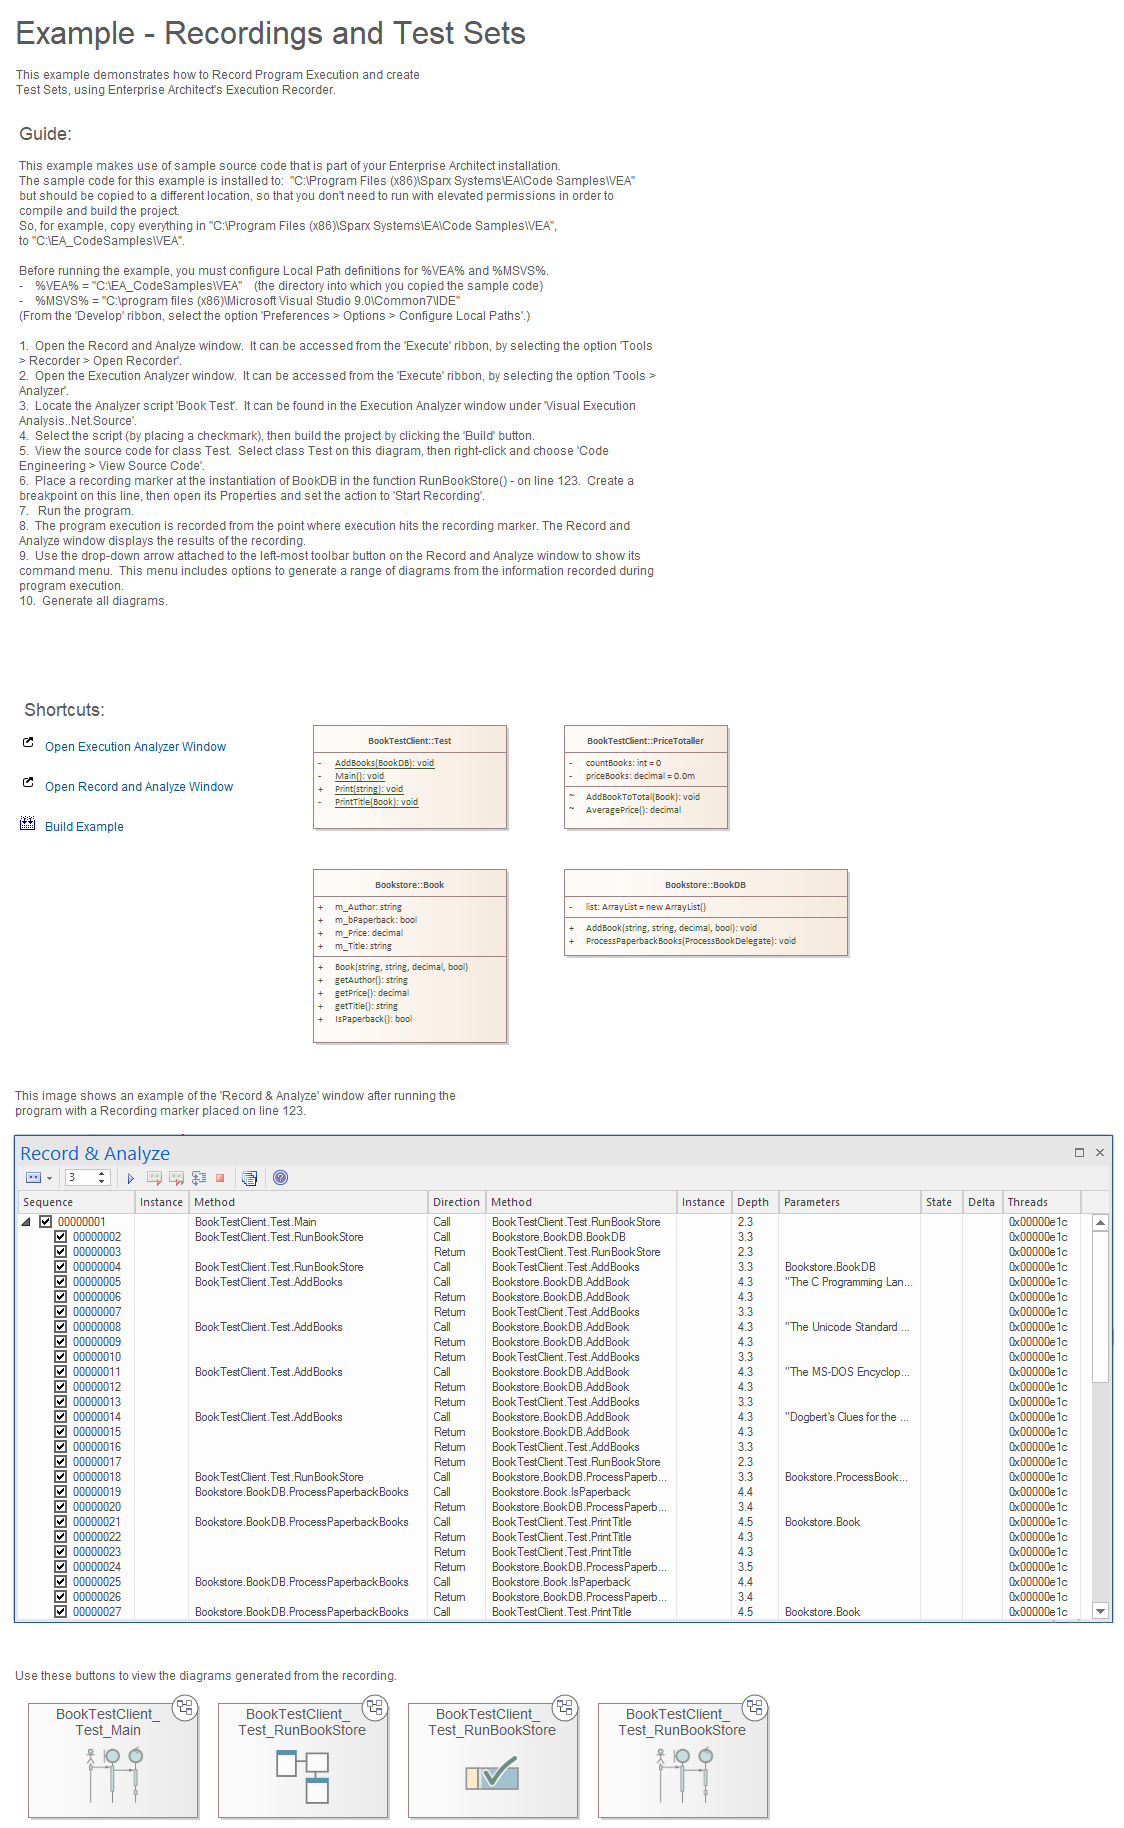 Example - Recordings and Test Sets
This example demonstrates how to Record Program Execution and create
Test Sets, using Enterprise Architect's Execution Recorder.
Guide:
This example makes use of sample source code that is part of your Enterprise Architect installation.
The sample code for this example is installed to:  "C:\Program Files (x86)\Sparx Systems\EA\Code Samples\VEA"
but should be copied to a different location, so that you don't need to run with elevated permissions in order to
compile and build the project.
So, for example, copy everything in "C:\Program Files (x86)\Sparx Systems\EA\Code Samples\VEA",
to "C:\EA_CodeSamples\VEA".
Before running the example, you must configure Local Path definitions for %VEA% and %MSVS%.
-    %VEA% = "C:\EA_CodeSamples\VEA"    (the directory into which you copied the sample code)
-    %MSVS% = "C:\program files (x86)\Microsoft Visual Studio 9.0\Common7\IDE"
(From the 'Develop' ribbon, select the option 'Preferences > Options > Configure Local Paths'.)
1.  Open the Record and Analyze window.  It can be accessed from the 'Execute' ribbon, by selecting the option 'Tools
> Recorder > Open Recorder'.
2.  Open the Execution Analyzer window.  It can be accessed from the 'Execute' ribbon, by selecting the option 'Tools >
Analyzer'.
3.  Locate the Analyzer script 'Book Test'.  It can be found in the Execution Analyzer window under 'Visual Execution
Analysis..Net.Source'.
4.  Select the script (by placing a checkmark), then build the project by clicking the 'Build' button.
5.  View the source code for class Test.  Select class Test on this diagram, then right-click and choose 'Code
Engineering > View Source Code'.
6.  Place a recording marker at the instantiation of BookDB in the function RunBookStore() - on line 123.  Create a
breakpoint on this line, then open its Properties and set the action to 'Start Recording'.
7.   Run the program.
8.  The program execution is recorded from the point where execution hits the recording marker. The Record and
Analyze window displays the results of the recording.
9.  Use the drop-down arrow attached to the left-most toolbar button on the Record and Analyze window to show its
command menu.  This menu includes options to generate a range of diagrams from the information recorded during
program execution.
10.  Generate all diagrams.
Shortcuts:
Open Execution Analyzer Window
Open Record and Analyze Window
Build Example
BookTestClient::Test
- AddBooks(BookDB): void
- Main(): void
+ Print(string): void
- PrintTitle(Book): void
BookTestClient::PriceTotaller
- countBooks: int = 0
- priceBooks: decimal = 0.0m
~ AddBookToTotal(Book): void
~ AveragePrice(): decimal
Bookstore::Book
+ m_Author: string
+ m_bPaperback: bool
+ m_Price: decimal
+ m_Title: string
+ Book(string, string, decimal, bool)
+ getAuthor(): string
+ getPrice(): decimal
+ getTitle(): string
+ IsPaperback(): bool
Bookstore::BookDB
- list: ArrayList = new ArrayList()
+ AddBook(string, string, decimal, bool): void
+ ProcessPaperbackBooks(ProcessBookDelegate): void
This image shows an example of the 'Record & Analyze' window after running the
program with a Recording marker placed on line 123.
Record & Analyze
3
Sequence Instance Method Direction Method Instance Depth Parameters State Delta Threads
00000001 BookTestClient.Test.Main Call BookTestClient.Test.RunBookStore 2.3 0x00000e1c
00000002 BookTestClient.Test.RunBookStore Call Bookstore.BookDB.BookDB 3.3 0x00000e1c
00000003 Return BookTestClient.Test.RunBookStore 2.3 0x00000e1c
00000004 BookTestClient.Test.RunBookStore Call BookTestClient.Test.AddBooks 3.3 Bookstore.BookDB 0x00000e1c
00000005 BookTestClient.Test.AddBooks Call Bookstore.BookDB.AddBook 4.3 "The C Programming Lan... 0x00000e1c
00000006 Return Bookstore.BookDB.AddBook 4.3 0x00000e1c
00000007 Return BookTestClient.Test.AddBooks 3.3 0x00000e1c
00000008 BookTestClient.Test.AddBooks Call Bookstore.BookDB.AddBook 4.3 "The Unicode Standard ... 0x00000e1c
00000009 Return Bookstore.BookDB.AddBook 4.3 0x00000e1c
00000010 Return BookTestClient.Test.AddBooks 3.3 0x00000e1c
00000011 BookTestClient.Test.AddBooks Call Bookstore.BookDB.AddBook 4.3 "The MS-DOS Encyclop... 0x00000e1c
00000012 Return Bookstore.BookDB.AddBook 4.3 0x00000e1c
00000013 Return BookTestClient.Test.AddBooks 3.3 0x00000e1c
00000014 BookTestClient.Test.AddBooks Call Bookstore.BookDB.AddBook 4.3 "Dogbert's Clues for the ... 0x00000e1c
00000015 Return Bookstore.BookDB.AddBook 4.3 0x00000e1c
00000016 Return BookTestClient.Test.AddBooks 3.3 0x00000e1c
00000017 Return BookTestClient.Test.RunBookStore 2.3 0x00000e1c
00000018 BookTestClient.Test.RunBookStore Call Bookstore.BookDB.ProcessPaperb... 3.3 Bookstore.ProcessBook... 0x00000e1c
00000019 Bookstore.BookDB.ProcessPaperbackBooks Call Bookstore.Book.IsPaperback 4.4 0x00000e1c
00000020 Return Bookstore.BookDB.ProcessPaperb... 3.4 0x00000e1c
00000021 Bookstore.BookDB.ProcessPaperbackBooks Call BookTestClient.Test.PrintTitle 4.5 Bookstore.Book 0x00000e1c
00000022 Return BookTestClient.Test.PrintTitle 4.3 0x00000e1c
00000023 Return BookTestClient.Test.PrintTitle 4.3 0x00000e1c
00000024 Return Bookstore.BookDB.ProcessPaperb... 3.5 0x00000e1c
00000025 Bookstore.BookDB.ProcessPaperbackBooks Call Bookstore.Book.IsPaperback 4.4 0x00000e1c
00000026 Return Bookstore.BookDB.ProcessPaperb... 3.4 0x00000e1c
00000027 Bookstore.BookDB.ProcessPaperbackBooks Call BookTestClient.Test.PrintTitle 4.5 Bookstore.Book 0x00000e1c
Use these buttons to view the diagrams generated from the recording.
BookTestClient_
Test_Main
BookTestClient_
Test_RunBookStore
BookTestClient_
Test_RunBookStore
BookTestClient_
Test_RunBookStore